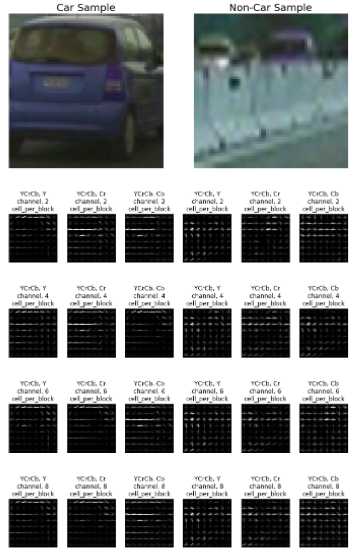 Car Sample Non-Car Sample
YCrCb, Y YCrCb, Cr YCrCb, Cb YCrCb, Y YCrCb, Cr YCrCb, Cb
channel, 2 channel, 2 channel, 2 channel, 2 channel, 2 channel, 2
cell_per_block cell_per_block cell_per_block cell_per_block cell_per_block cell_per_block
YCrCb, Y YCrCb, Cr YCrCb, Cb YCrCb, Y YCrCb, Cr YCrCb, Cb
channel, 4 channel, 4 channel, 4 channel, 4 channel, 4 channel, 4
cell_per_block cell_per_block cell_per_block cell_per_block cell_per_block cell_per_block
YCrCb, Y YCrCb, Cr YCrCb, Cb YCrCb, Y YCrCb, Cr YCrCb, Cb
channel, 6 channel, 6 channel, 6 channel, 6 channel, 6 channel, 6
cell_per_block cell_per_block cell_per_block cell_per_block cell_per_block cell_per_block
YCrCb, Y YCrCb, Cr YCrCb, Cb YCrCb, Y YCrCb, Cr YCrCb, Cb
channel, 8 channel, 8 channel, 8 channel, 8 channel, 8 channel, 8
cell_per_block cell_per_block cell_per_block cell_per_block cell_per_block cell_per_block